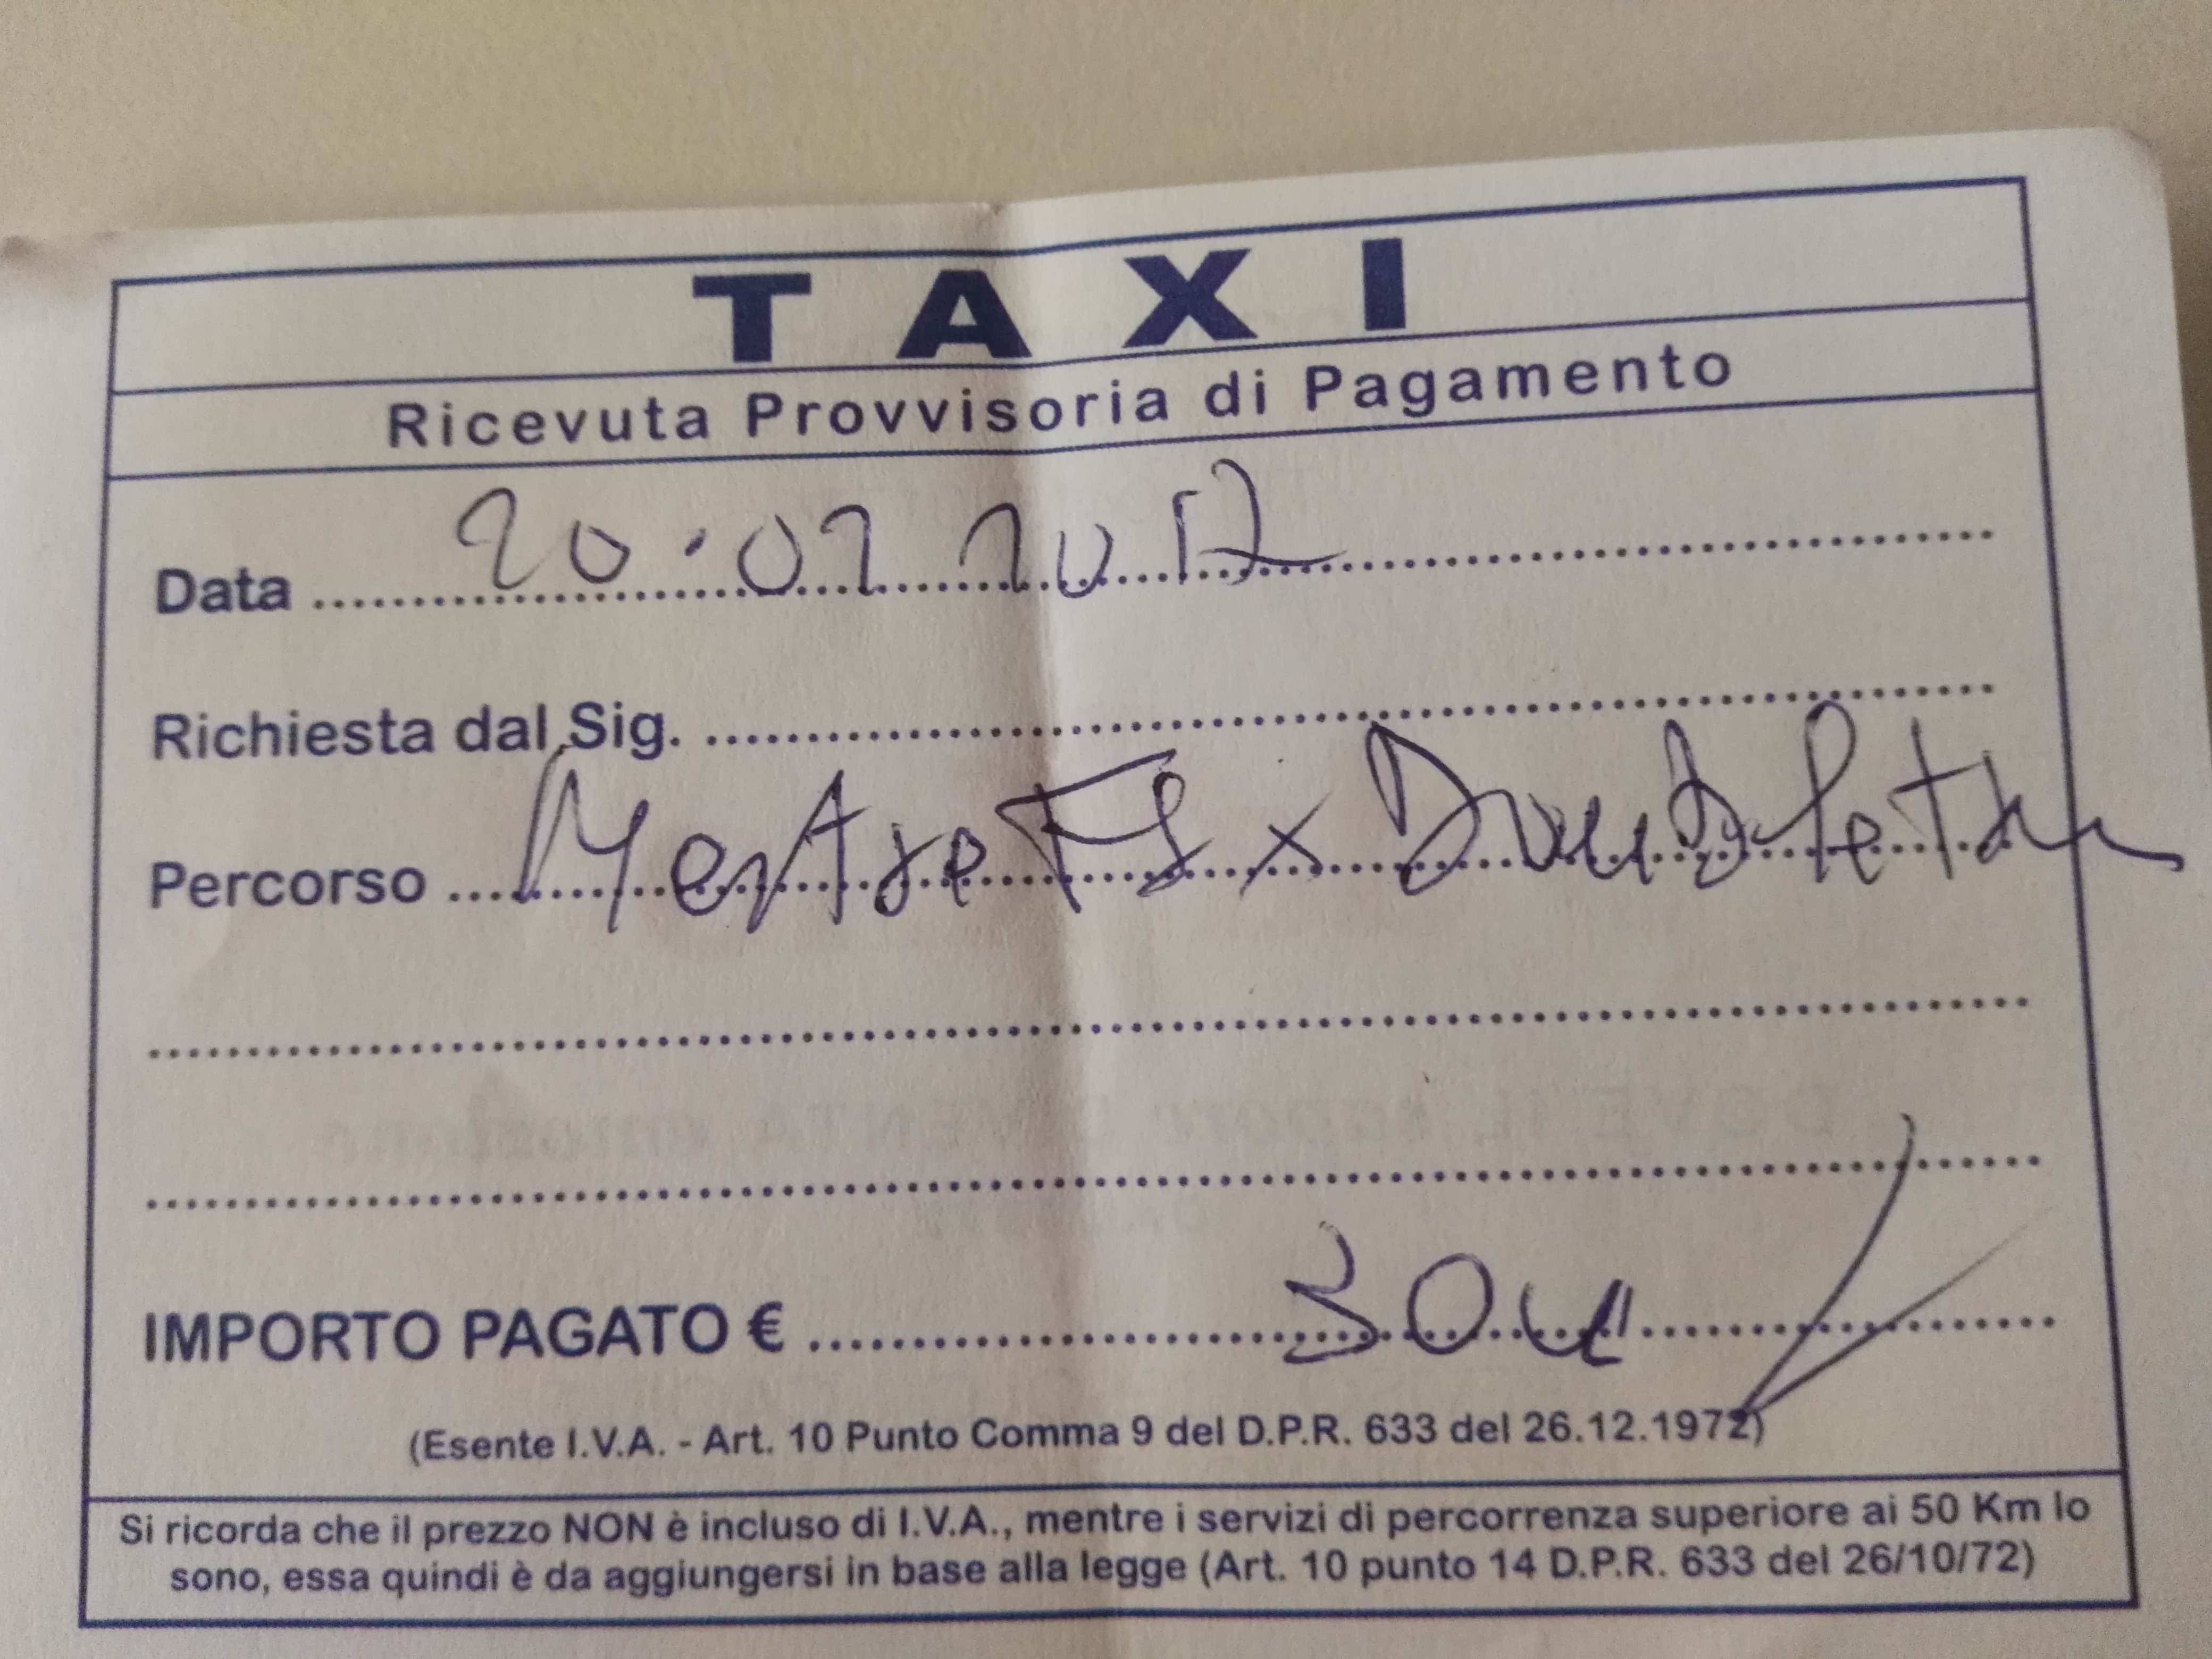 TAXI
Ricevuta Provvisoria di Pagamento
Data 20.07 2017
Richiesta dal Sig.
Percorso Mestre FS x
IMPORTO PAGATO € 30
(Esente I.V.A. - Art. 10 Punto Comma 9 del D.P.R. 633 del 26.12.1972)
Si ricorda che il prezzo NON è incluso di I.V.A., mentre i servizi di percorrenza superiore ai 50 Km lo
sono, essa quindi è da aggiungersi in base alla legge (Art. 10 punto 14 D.P.R. 633 del 26/10/72)